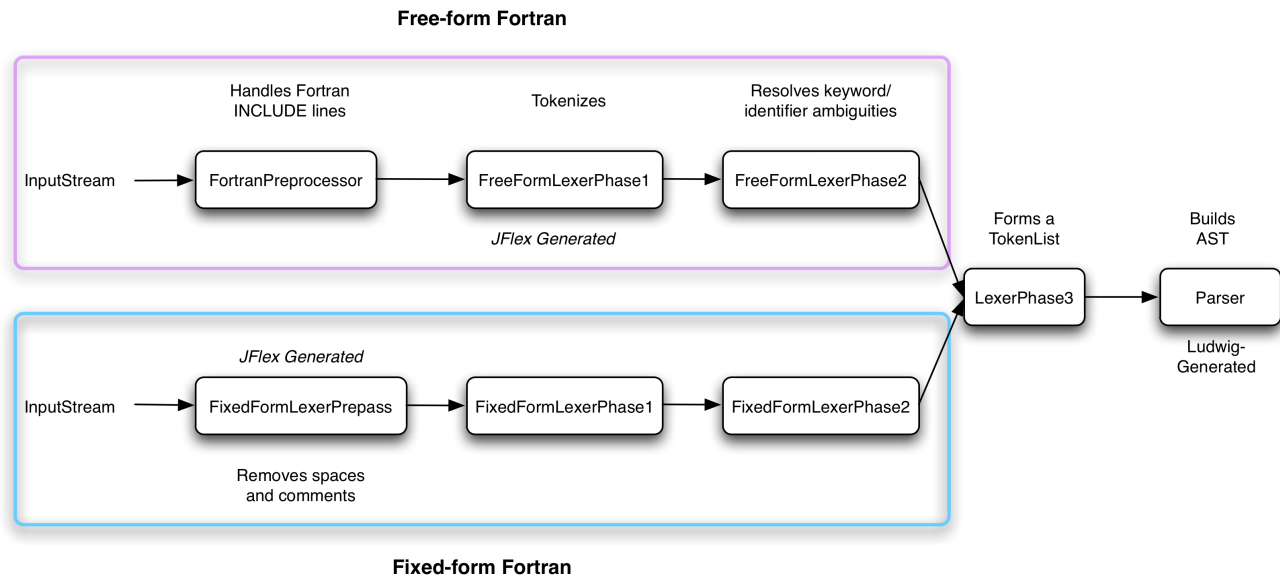 Free-form Fortran
Handles Fortran
INCLUDE lines
Tokenizes
Resolves keyword/
identifier ambiguities
InputStream
FortranPreprocessor
FreeFormLexerPhase1
FreeFormLexerPhase2
JFlex Generated
Forms a
TokenList
Builds
AST
LexerPhase3
Parser
Ludwig-
Generated
JFlex Generated
InputStream
FixedFormLexerPrepass
FixedFormLexerPhase1
FixedFormLexerPhase2
Removes spaces
and comments
Fixed-form Fortran